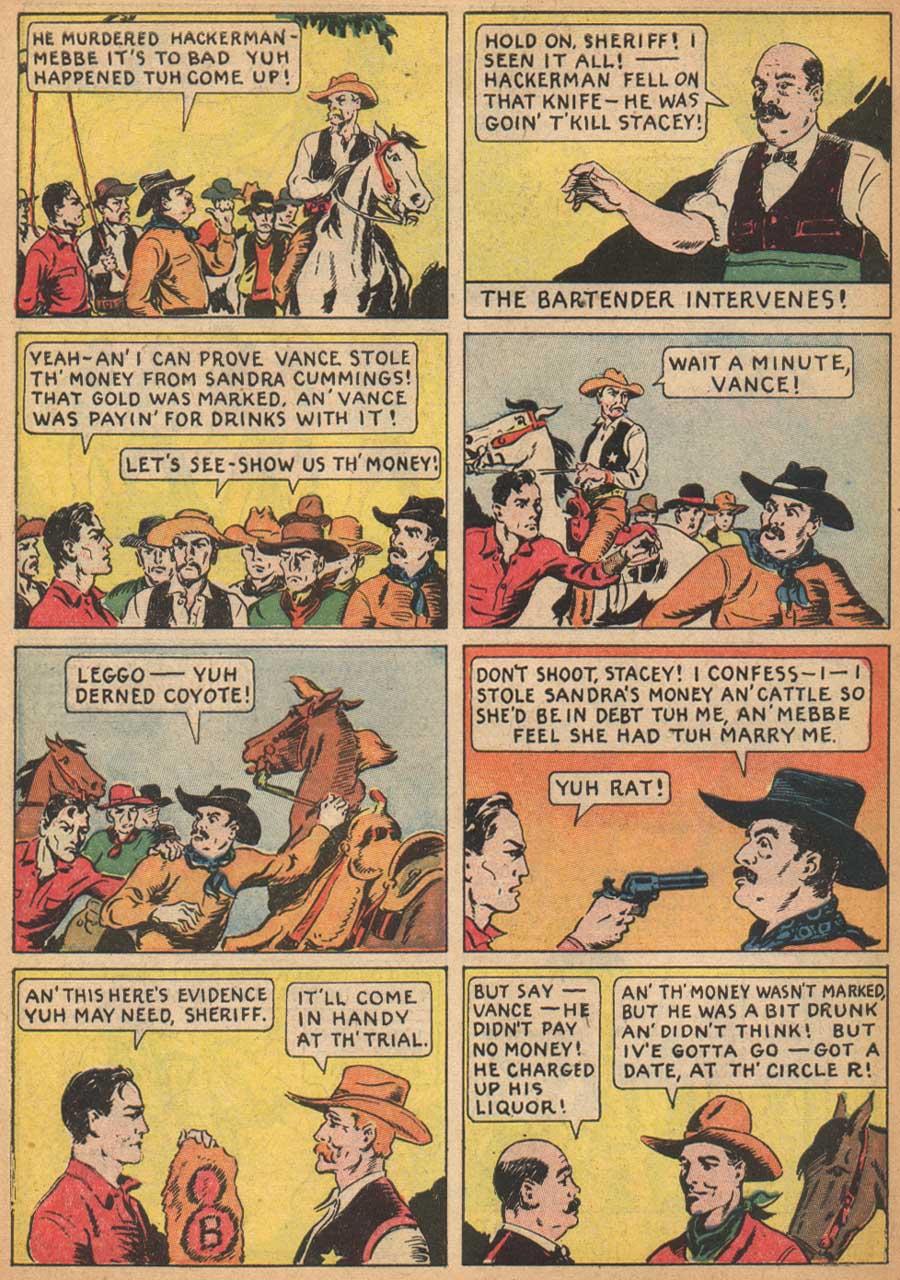 HE MURDERED HACKERMAN-
MEBBE IT'S TO BAD YUH
HAPPENED TUH COME UP!
HOLD ON, SHERIFF! I
SEEN IT ALL! —
HACKERMAN FELL ON
THAT KNIFE — HE WAS
GOIN' T'KILL STACEY!
THE BARTENDER INTERVENES!
YEAH-AN' I CAN PROVE VANCE STOLE
TH' MONEY FROM SANDRA CUMMINGS!
THAT GOLD WAS MARKED, AN' VANCE
WAS PAYIN' FOR DRINKS WITH IT!
LET'S SEE-SHOW US TH' MONEY!
WAIT A MINUTE,
VANCE!
LEGGO — YUH
DERNED COYOTE!
DON'T SHOOT, STACEY! I CONFESS-I-I
STOLE SANDRA'S MONEY AN' CATTLE SO
SHE'D BE IN DEBT TUH ME, AN' MEBBE
FEEL SHE HAD TUH MARRY ME.
YUH RAT!
AN' THIS HERE'S EVIDENCE
YUH MAY NEED, SHERIFF.
IT'LL COME
IN HANDY
AT TH' TRIAL.
B
BUT SAY —
VANCE — HE
DIDN'T PAY
NO MONEY!
HE CHARGED
UP HIS
LIQUOR!
AN' TH' MONEY WASN'T MARKED,
BUT HE WAS A BIT DRUNK
AN' DIDN'T THINK! BUT
IV'E GOTTA GO — GOT A
DATE, AT TH' CIRCLE R!